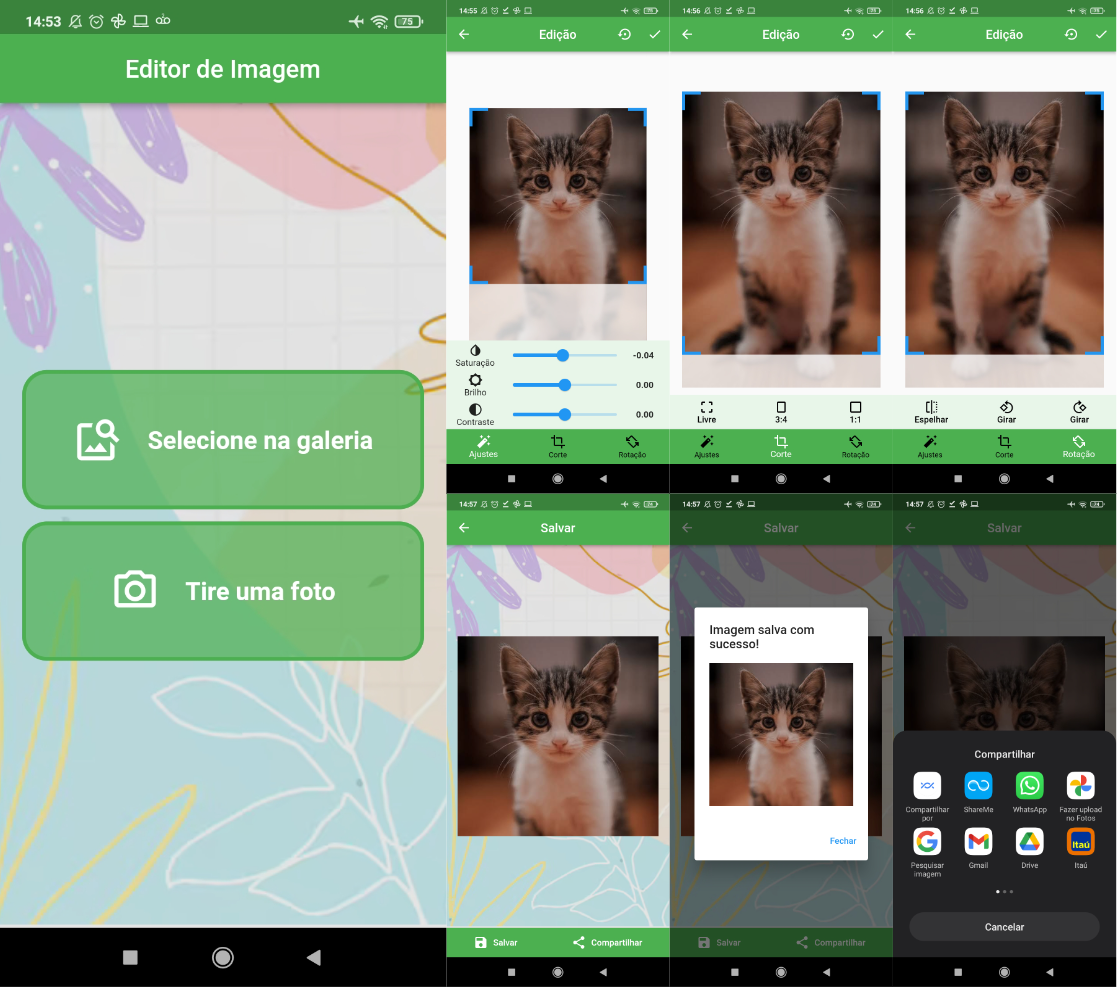 14:53
75
Editor de Imagem
Selecione na galeria
Tire uma foto
14:55
75
Edição
Saturação
-0.04
Brilho
0.00
Contraste
0.00
Ajustes
Corte
Rotação
14:56
Edição
Livre
3:4
1:1
Ajustes
Corte
Rotação
14:56
Edição
Espelhar
Girar
Girar
Ajustes
Corte
Rotação
14:57
Salvar
Salvar
Compartilhar
14:57
Salvar
Imagem salva com
sucesso!
Fechar
Salvar
Compartilhar
14:57
Salvar
Compartilhar
Compartilhar
por
ShareMe
WhatsApp
Fazer upload
no Fotos
Pesquisar
imagem
Gmail
Drive
Itaú
Itaú
Cancelar